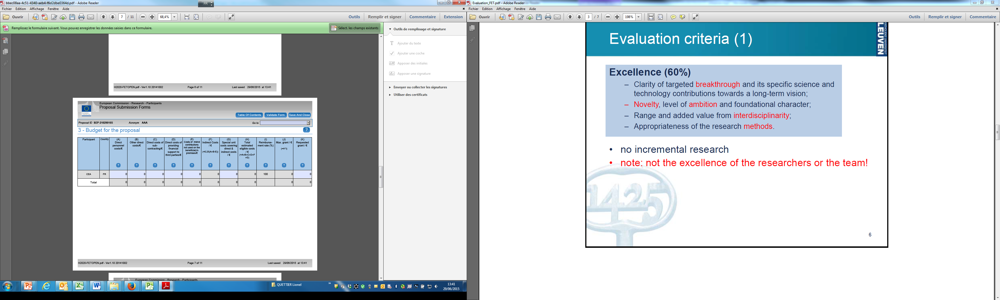 bbec08aa-4c51-4340-aeb4-f6d2dbe0364d.pdf - Adobe Reader
FR
Fichier Edition Affichage Fenêtre Aide
Ouvrir
7 / 11
68,4%
Outils Remplir et signer Commentaire Extension
Remplissez le formulaire suivant. Vous pouvez enregistrer les données saisies dans ce formulaire.
Sélect. les champs existants
Outils de remplissage et signature
Ajouter du texte
Ajouter une coche
Apposer des initiales
Apposer une signature
Envoyer ou collecter les signatures
Utiliser des certificats
H2020-FETOPEN.pdf - Ver1.10 20141002 Page 6 of 11 Last saved 29/06/2015 at 13:41
European Commission - Research - Participants
Proposal Submission Forms
Table Of Contents Validate Form Save And Close
Proposal ID SEP-210290105 Acronym AAA Go to
3 - Budget for the proposal ?
Participant
Country
(A)
Direct
personnel
costs/€
?
(B)
Other direct
costs/€
?
(C)
Direct costs of
sub-
contracting/€
?
(D)
Direct costs of
providing
financial
support to
third parties/€
?
(E)
Costs of inkind
contributions
not used on the
beneficiary's
premises/€
?
(F)
Indirect Costs
/ €
(=0.25(A+B-E))
?
(G)
Special unit
costs covering
direct &
indirect costs
/ €
?
(H)
Total
estimated
eligible costs
/ €
(=A+B+C+D+F
+G)
?
(I)
Reimburse-
ment rate (%)
?
(J)
Max. grant / €
(=H*I)
?
(K)
Requested
grant / €
?
CEA FR 0 0 0 0 0 0 0 0 100 0 0
Total 0 0 0 0 0 0 0 0 0 0
H2020-FETOPEN.pdf - Ver1.10 20141002 Page 7 of 11 Last saved 29/06/2015 at 13:41
European Commission - Research - Participants
QUETTIER Lionel
13:41
29/06/2015
Evaluation_FET.pdf - Adobe Reader
Fichier Edition Affichage Fenêtre Aide
Ouvrir
3 / 7
198%
Outils Remplir et signer Commentaire
Evaluation criteria (1)
KATHOLIEKE UNIVERSITEIT
LEUVEN
Excellence (60%)
– Clarity of targeted breakthrough and its specific science and
technology contributions towards a long-term vision;
– Novelty, level of ambition and foundational character;
– Range and added value from interdisciplinarity;
– Appropriateness of the research methods.
• no incremental research
• note: not the excellence of the researchers or the team!
1425
6